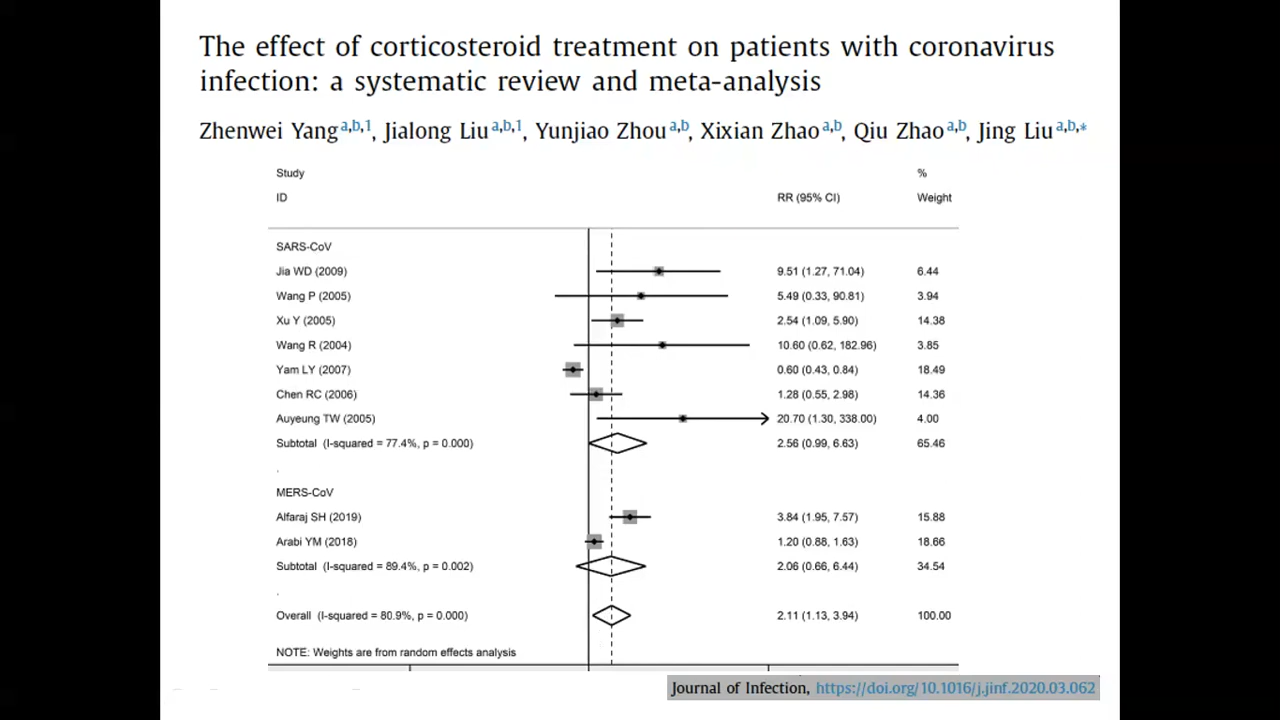 The effect of corticosteroid treatment on patients with coronavirus
infection: a systematic review and meta-analysis
Zhenwei Yang a,b,1, Jialong Liu a,b,1, Yunjiao Zhou a,b, Xixian Zhao a,b, Qiu Zhao a,b, Jing Liu a,b,*
Study %
ID RR (95% CI) Weight
SARS-CoV
Jia WD (2009) 9.51 (1.27, 71.04) 6.44
Wang P (2005) 5.49 (0.33, 90.81) 3.94
Xu Y (2005) 2.54 (1.09, 5.90) 14.38
Wang R (2004) 10.60 (0.62, 182.96) 3.85
Yam LY (2007) 0.60 (0.43, 0.84) 18.49
Chen RC (2006) 1.28 (0.55, 2.98) 14.36
Auyeung TW (2005) 20.70 (1.30, 338.00) 4.00
Subtotal (I-squared = 77.4%, p = 0.000) 2.56 (0.99, 6.63) 65.46
.
MERS-CoV
Alfaraj SH (2019) 3.84 (1.95, 7.57) 15.88
Arabi YM (2018) 1.20 (0.88, 1.63) 18.66
Subtotal (I-squared = 89.4%, p = 0.002) 2.06 (0.66, 6.44) 34.54
.
Overall (I-squared = 80.9%, p = 0.000) 2.11 (1.13, 3.94) 100.00
NOTE: Weights are from random effects analysis
Journal of Infection, https://doi.org/10.1016/j.jinf.2020.03.062